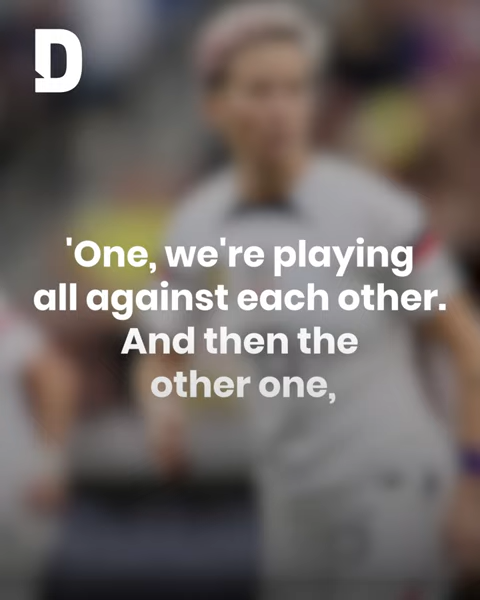 D
'One, we're playing
all against each other.
And then the
other one,